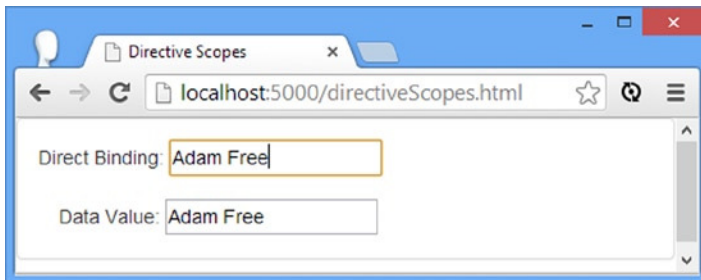 Directive Scopes
localhost:5000/directiveScopes.html
Direct Binding: Adam Free
Data Value: Adam Free